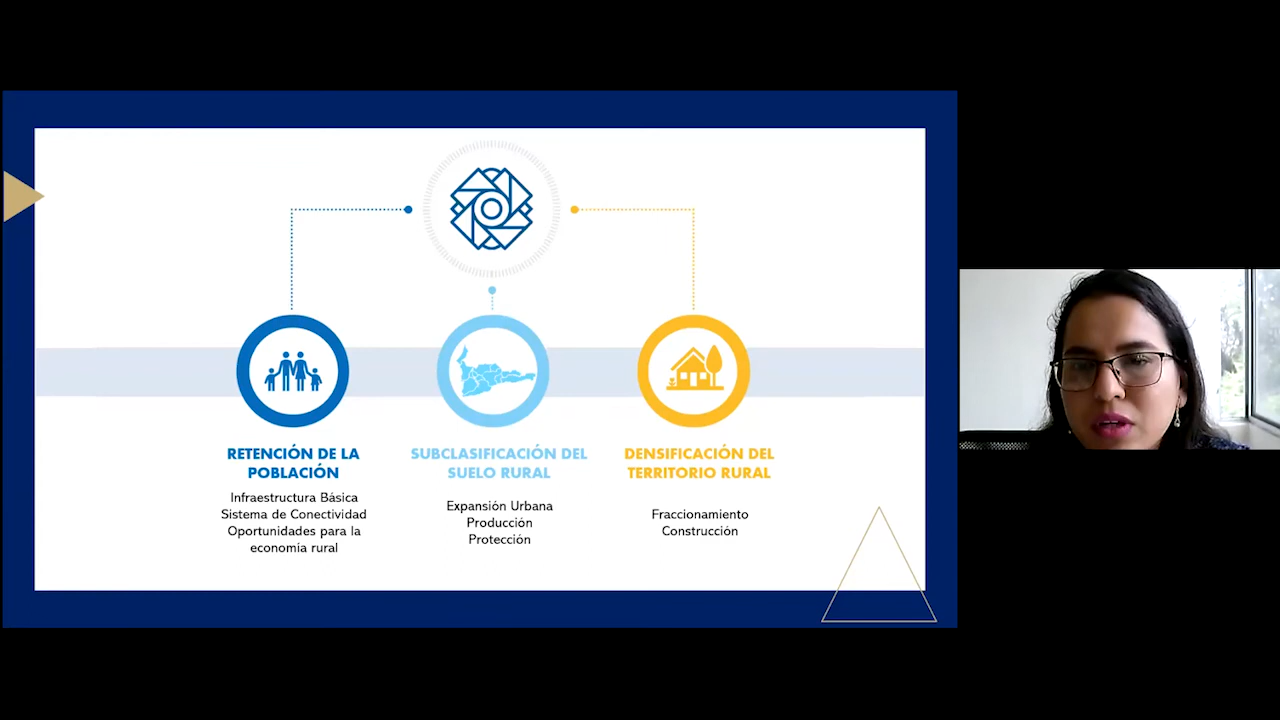 RETENCIÓN DE LA
POBLACIÓN
Infraestructura Básica
Sistema de Conectividad
Oportunidades para la
economía rural
SUBCLASIFICACIÓN DEL
SUELO RURAL
Expansión Urbana
Producción
Protección
DENSIFICACIÓN DEL
TERRITORIO RURAL
Fraccionamiento
Construcción